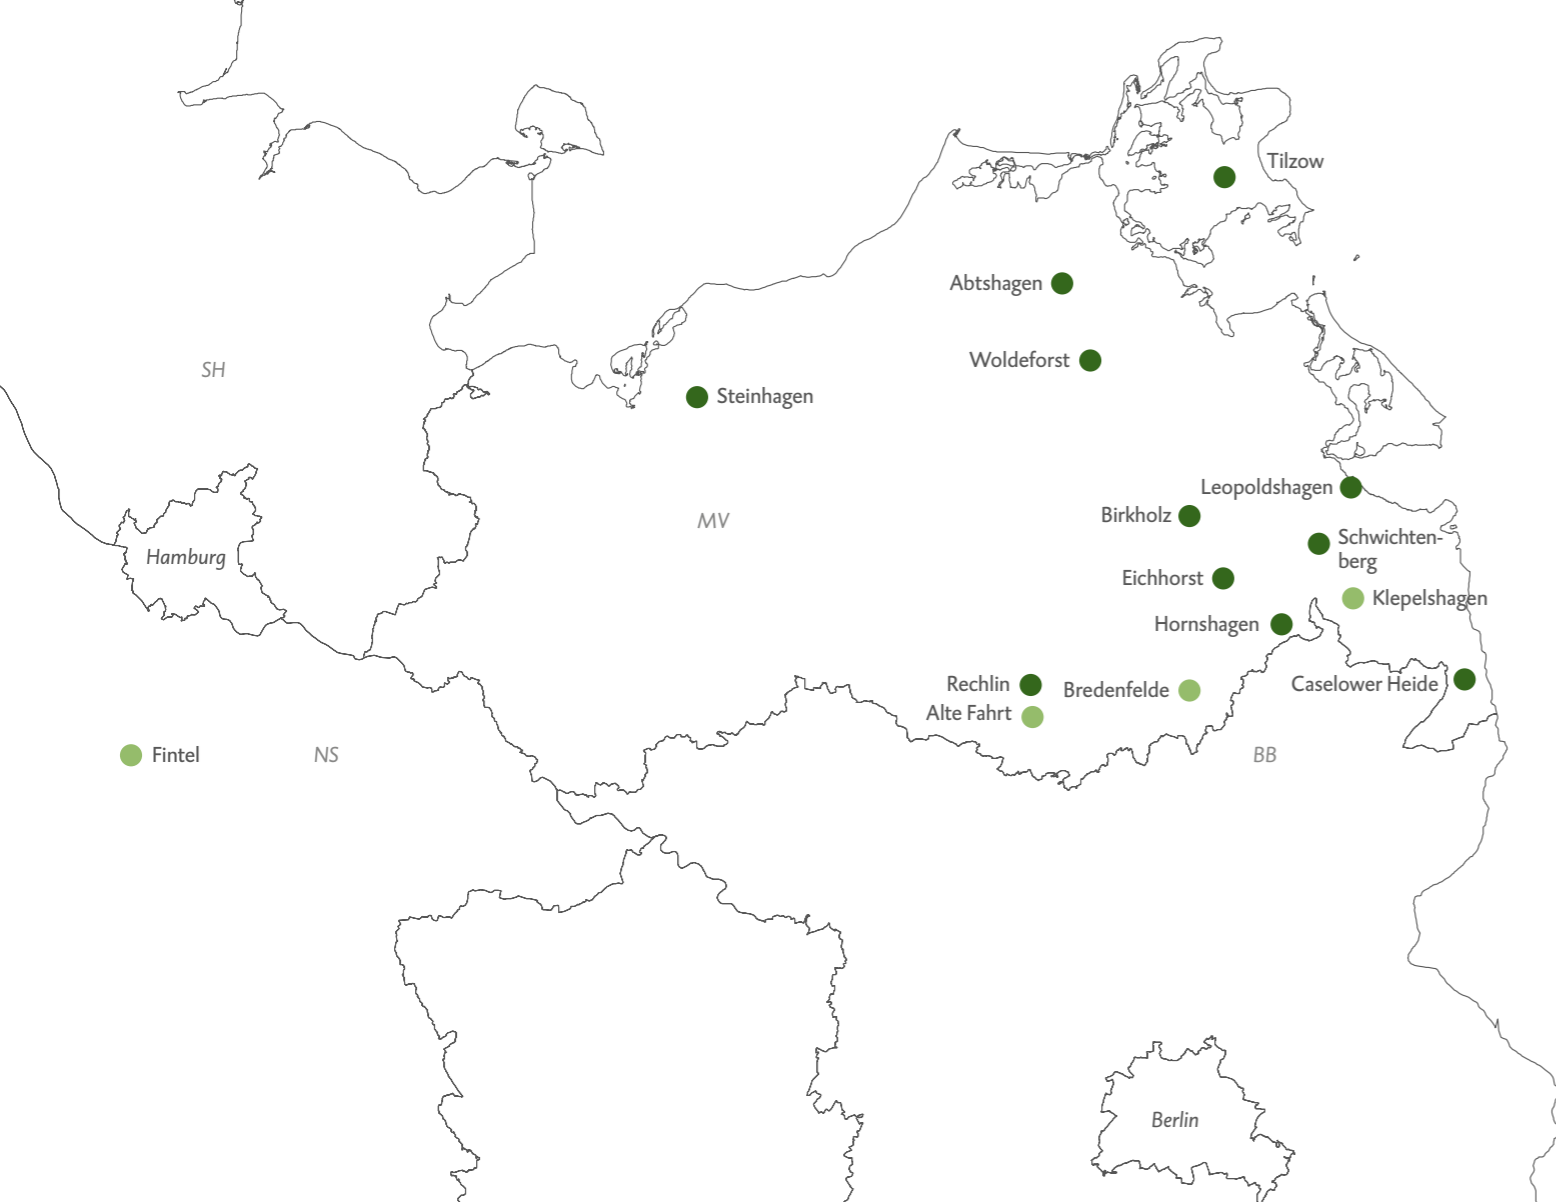 Tilzow
Abtshagen
Woldeforst
SH
Steinhagen
Leopoldshagen
Birkholz
MV
Schwichten-
berg
Hamburg
Eichhorst
Klepelshagen
Hornshagen
Rechlin
Bredenfelde
Caselower Heide
Alte Fahrt
Fintel
NS
BB
Berlin